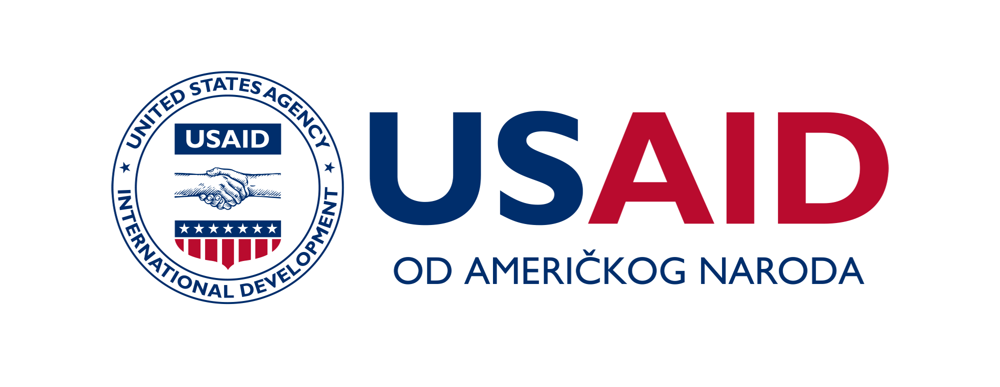 UNITED STATES AGENCY
INTERNATIONAL DEVELOPMENT
USAID
USAID
OD AMERIČKOG NARODA